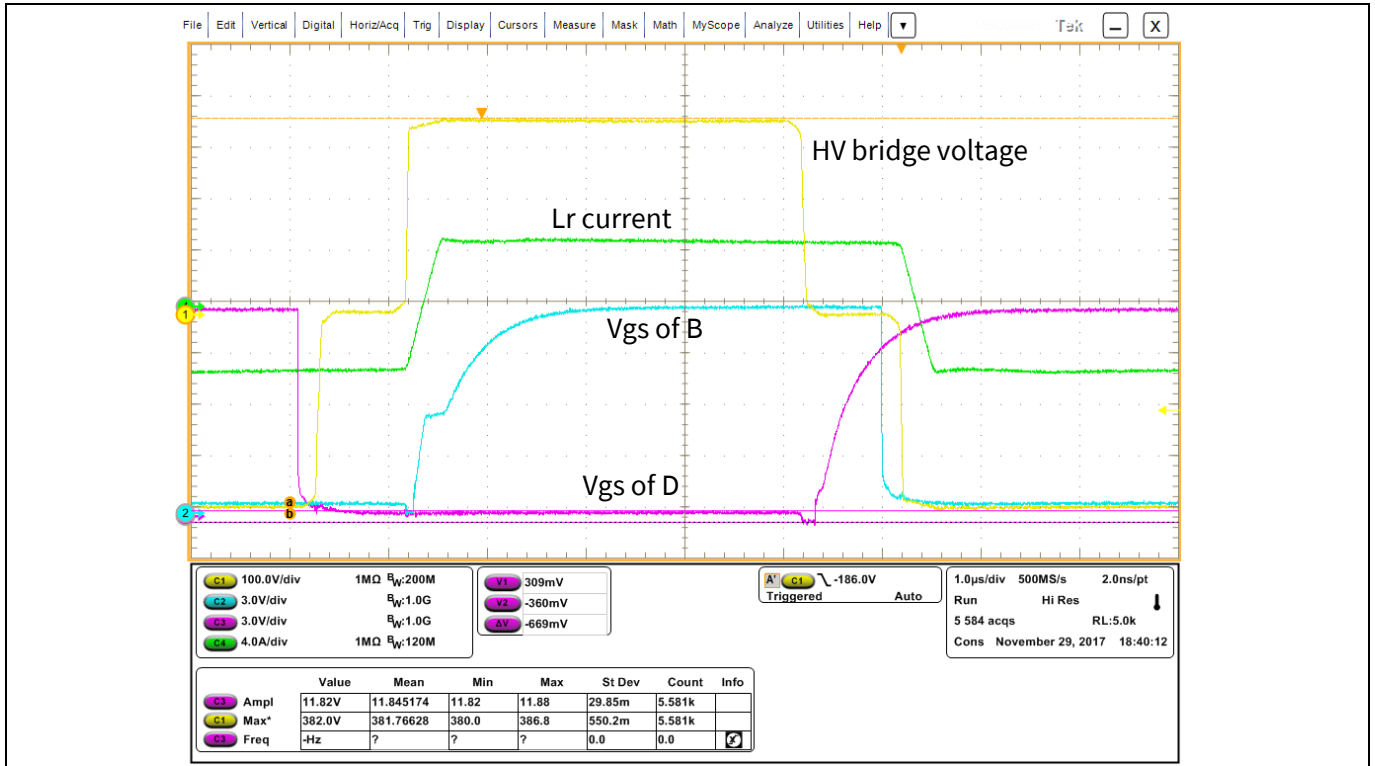 File Edit Vertical Digital Horiz/Acq Trig Display Cursors Measure Mask Math MyScope Analyze Utilities Help ▼ Tek – X
HV bridge voltage
Lr current
1
Vgs of B
Vgs of D
a
b
2
C1 100.0V/div 1MΩ BW:200M
C2 3.0V/div BW:1.0G
C3 3.0V/div BW:1.0G
C4 4.0A/div 1MΩ BW:120M
V1 309mV
V2 -360mV
ΔV -669mV
A' C1 -186.0V
Triggered Auto
1.0µs/div 500MS/s 2.0ns/pt
Run Hi Res
5 584 acqs RL:5.0k
Cons November 29, 2017 18:40:12
Value Mean Min Max St Dev Count Info
C3 Ampl 11.82V 11.845174 11.82 11.88 29.85m 5.581k
C1 Max* 382.0V 381.76628 380.0 386.8 550.2m 5.581k
C3 Freq -Hz ? ? ? 0.0 0.0